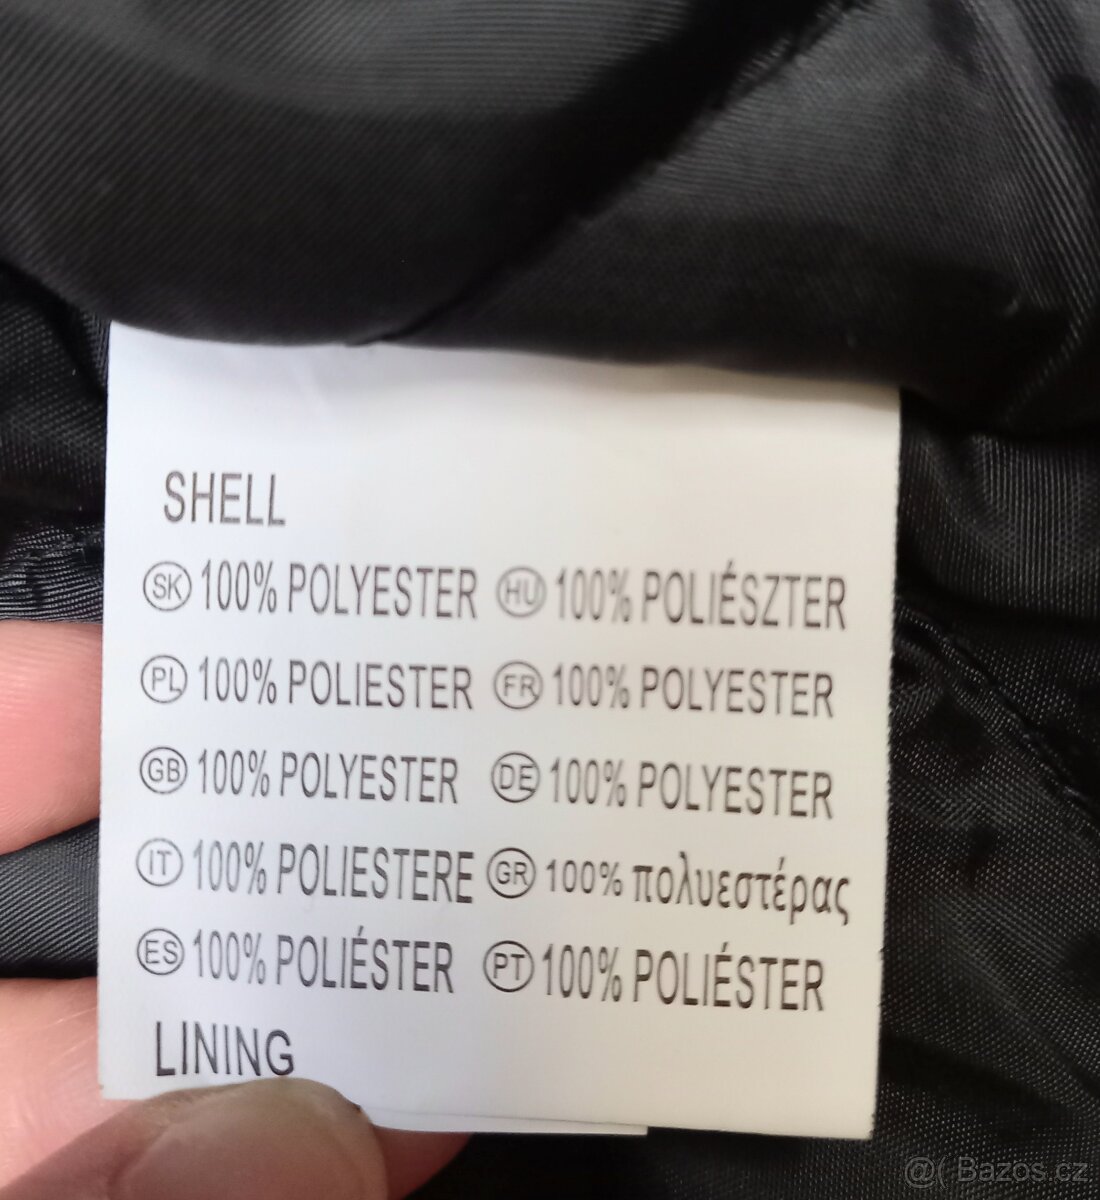 SHELL
SK 100% POLYESTER HU 100% POLIÉSZTER
PL 100% POLIESTER FR 100% POLYESTER
GB 100% POLYESTER DE 100% POLYESTER
IT 100% POLIESTERE GR 100% πολυεστέρας
ES 100% POLIÉSTER PT 100% POLIÉSTER
LINING
@( Bazos.cz